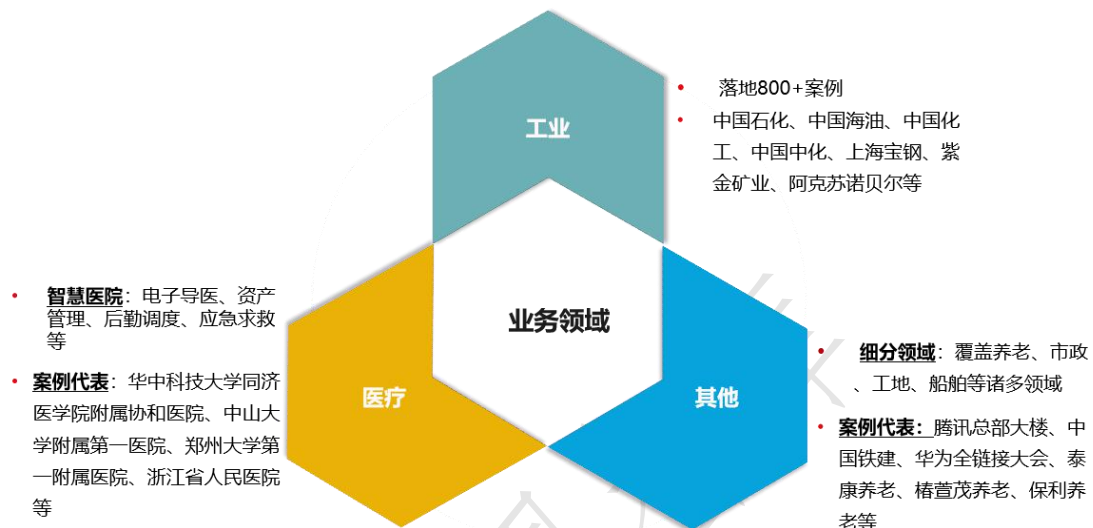 工业
落地800+案例
中国石化、中国海油、中国化
工、中国中化、上海宝钢、紫
金矿业、阿克苏诺贝尔等
业务领域
智慧医院：电子导医、资产
管理、后勤调度、应急求救
等
案例代表：华中科技大学同济
医学院附属协和医院、中山大
学附属第一医院、郑州大学第
一附属医院、浙江省人民医院
等
医疗
其他
细分领域：覆盖养老、市政
、工地、船舶等诸多领域
案例代表：腾讯总部大楼、中
国铁建、华为全链接大会、泰
康养老、椿萱茂养老、保利养
老等